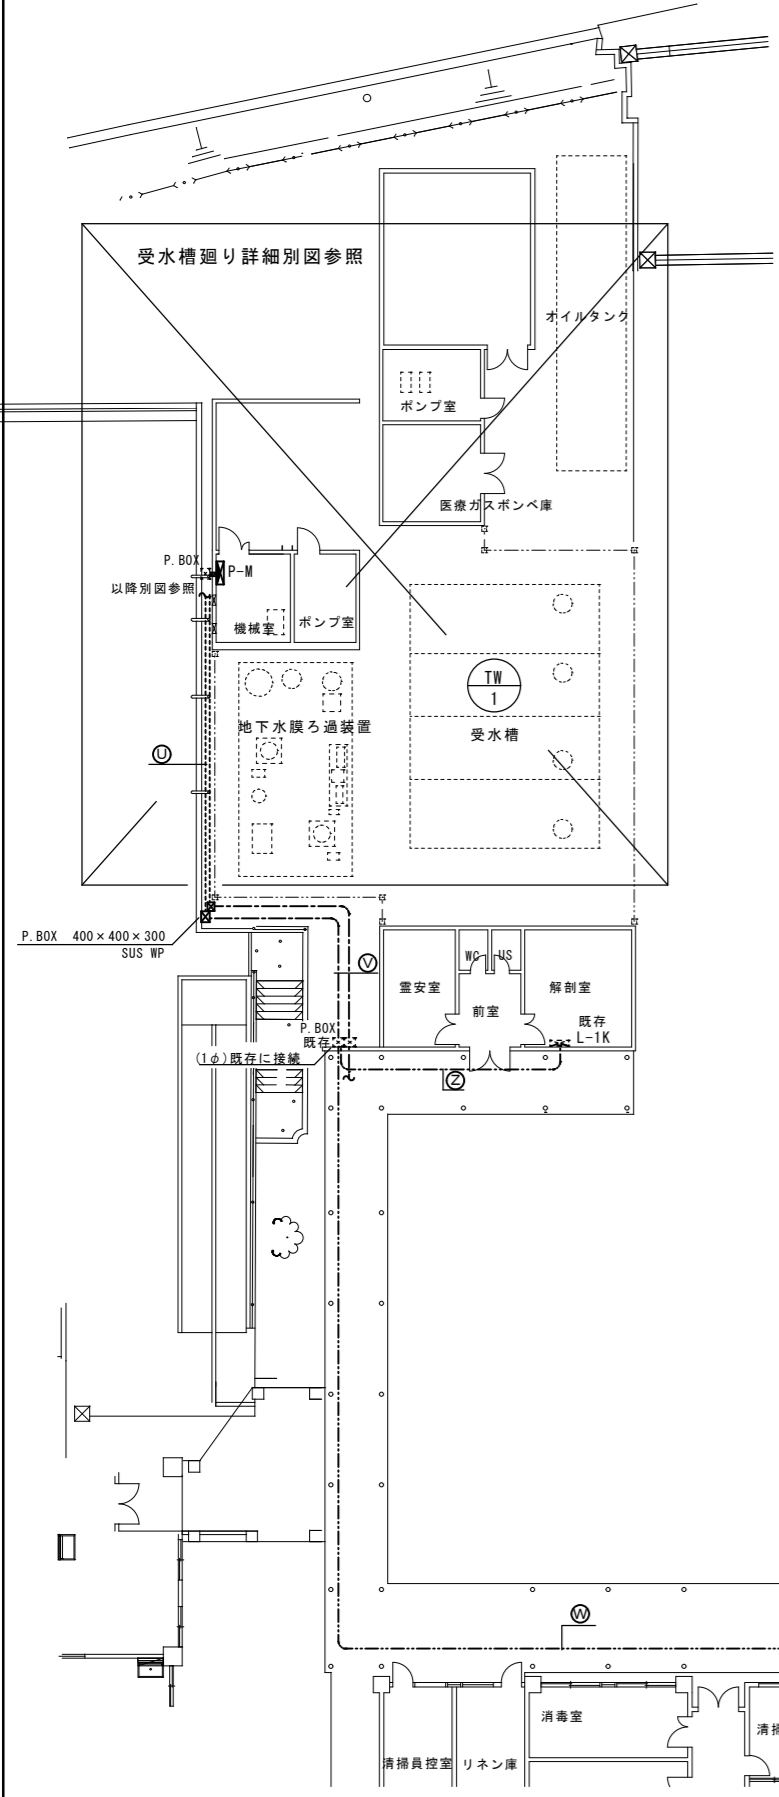 受水槽廻り詳細別図参照
オイルタンク
ポンプ室
医療ガスボンベ庫
P.BOX
P-M
以降別図参照
機械室
ポンプ室
TW
1
地下水膜ろ過装置
受水槽
U
P.BOX 400×400×300
SUS WP
V
WC
US
霊安室
前室
解剖室
P.BOX
既存
既存
L-1K
(1φ)既存に接続
Z
W
消毒室
清掃員控室
リネン庫
清掃